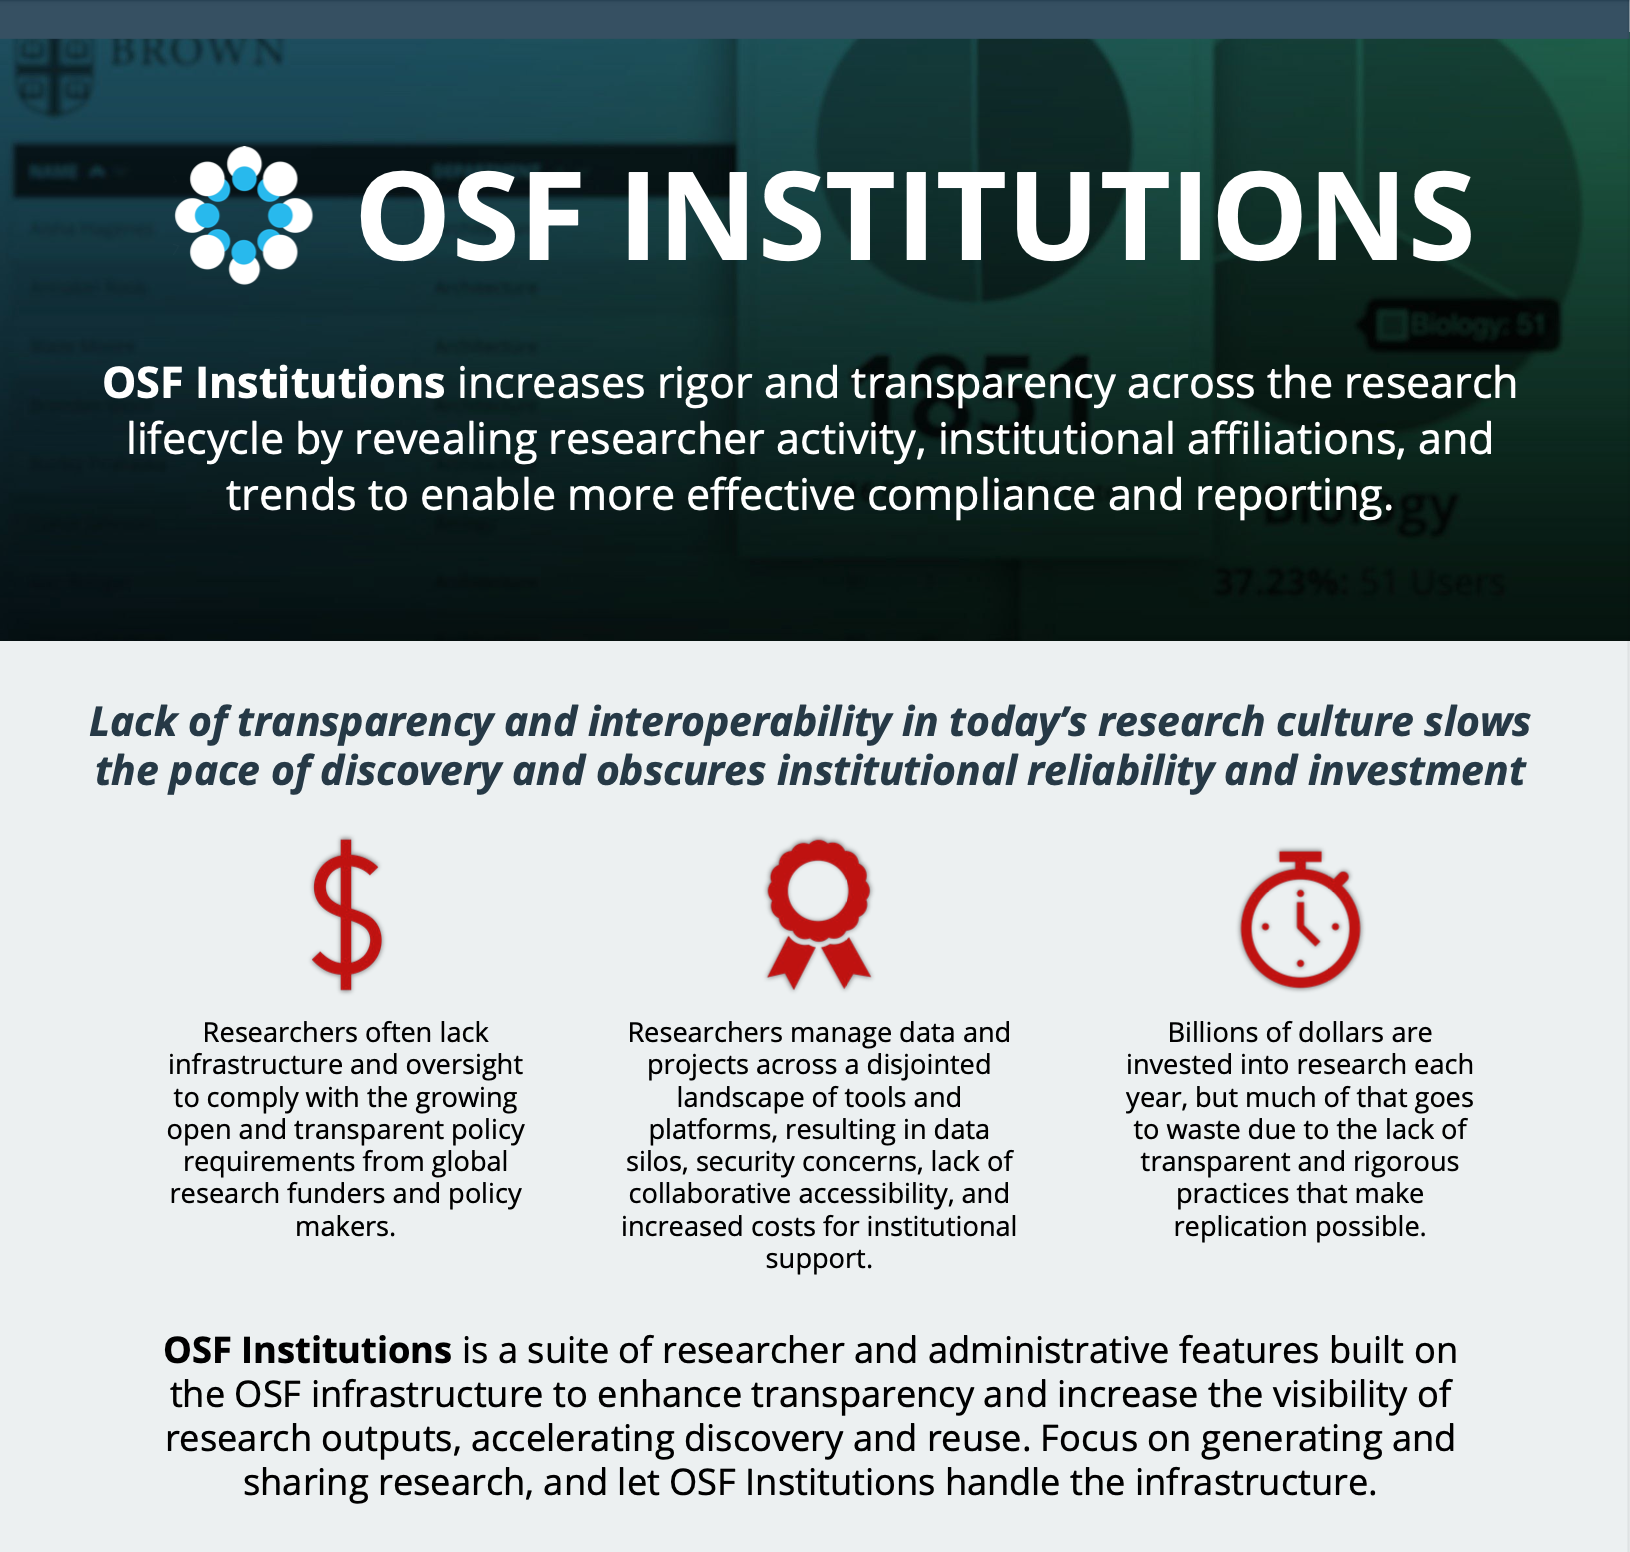 BROWN
NAME
DEPARTMENT
OSF INSTITUTIONS
Architecture
Biology: 51
Architecture
1851
OSF Institutions increases rigor and transparency across the research
lifecycle by revealing researcher activity, institutional affiliations, and
trends to enable more effective compliance and reporting.
Biology
37.23%: 51 Users
Architecture
Lack of transparency and interoperability in today’s research culture slows
the pace of discovery and obscures institutional reliability and investment
Researchers often lack
infrastructure and oversight
to comply with the growing
open and transparent policy
requirements from global
research funders and policy
makers.
Researchers manage data and
projects across a disjointed
landscape of tools and
platforms, resulting in data
silos, security concerns, lack of
collaborative accessibility, and
increased costs for institutional
support.
Billions of dollars are
invested into research each
year, but much of that goes
to waste due to the lack of
transparent and rigorous
practices that make
replication possible.
OSF Institutions is a suite of researcher and administrative features built on
the OSF infrastructure to enhance transparency and increase the visibility of
research outputs, accelerating discovery and reuse. Focus on generating and
sharing research, and let OSF Institutions handle the infrastructure.